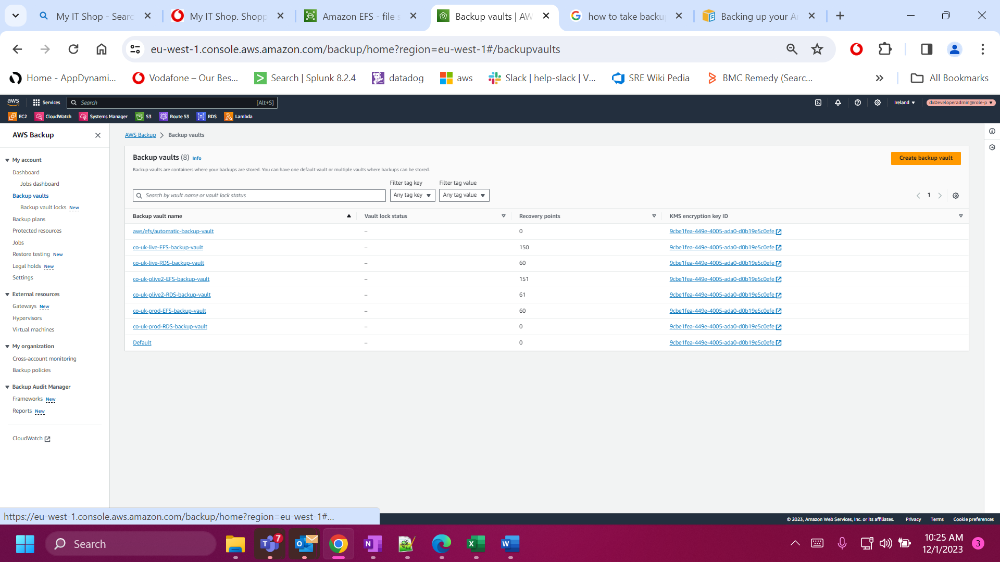 My IT Shop - Searc
My IT Shop. Shopp
Amazon EFS - file s
Backup vaults | AW
how to take backu
Backing up your A
eu-west-1.console.aws.amazon.com/backup/home?region=eu-west-1#/backupvaults
Home - AppDynami...
Vodafone – Our Bes...
Search | Splunk 8.2.4
datadog
aws
Slack | help-slack | V...
SRE Wiki Pedia
BMC Remedy (Searc...
»
All Bookmarks
aws
Services
Search
[Alt+S]
Ireland
dxDeveloperadmin@role-p
EC2
CloudWatch
Systems Manager
S3
Route 53
RDS
Lambda
AWS Backup
My account
Dashboard
Jobs dashboard
Backup vaults
Backup vault locks New
Backup plans
Protected resources
Jobs
Restore testing New
Legal holds New
Settings
External resources
Gateways New
Hypervisors
Virtual machines
My organization
Cross-account monitoring
Backup policies
Backup Audit Manager
Frameworks New
Reports New
CloudWatch
AWS Backup > Backup vaults
Backup vaults (8) Info
Create backup vault
Backup vaults are containers where your backups are stored. You can have one default vault or multiple vaults where backups can be stored.
Filter tag key
Filter tag value
Search by vault name or vault lock status
Any tag key
Any tag value
< 1 >
Backup vault name Vault lock status Recovery points KMS encryption key ID
aws/efs/automatic-backup-vault – 0 9cbe1fea-449e-4005-ada0-d0b19e5c0efe
co-uk-live-EFS-backup-vault – 150 9cbe1fea-449e-4005-ada0-d0b19e5c0efe
co-uk-live-RDS-backup-vault – 60 9cbe1fea-449e-4005-ada0-d0b19e5c0efe
co-uk-plive2-EFS-backup-vault – 151 9cbe1fea-449e-4005-ada0-d0b19e5c0efe
co-uk-plive2-RDS-backup-vault – 61 9cbe1fea-449e-4005-ada0-d0b19e5c0efe
co-uk-prod-EFS-backup-vault – 60 9cbe1fea-449e-4005-ada0-d0b19e5c0efe
co-uk-prod-RDS-backup-vault – 0 9cbe1fea-449e-4005-ada0-d0b19e5c0efe
Default – 0 9cbe1fea-449e-4005-ada0-d0b19e5c0efe
https://eu-west-1.console.aws.amazon.com/backup/home?region=eu-west-1#...
© 2023, Amazon Web Services, Inc. or its affiliates.
Privacy
Terms
Cookie preferences
Search
7
10:25 AM
12/1/2023
3